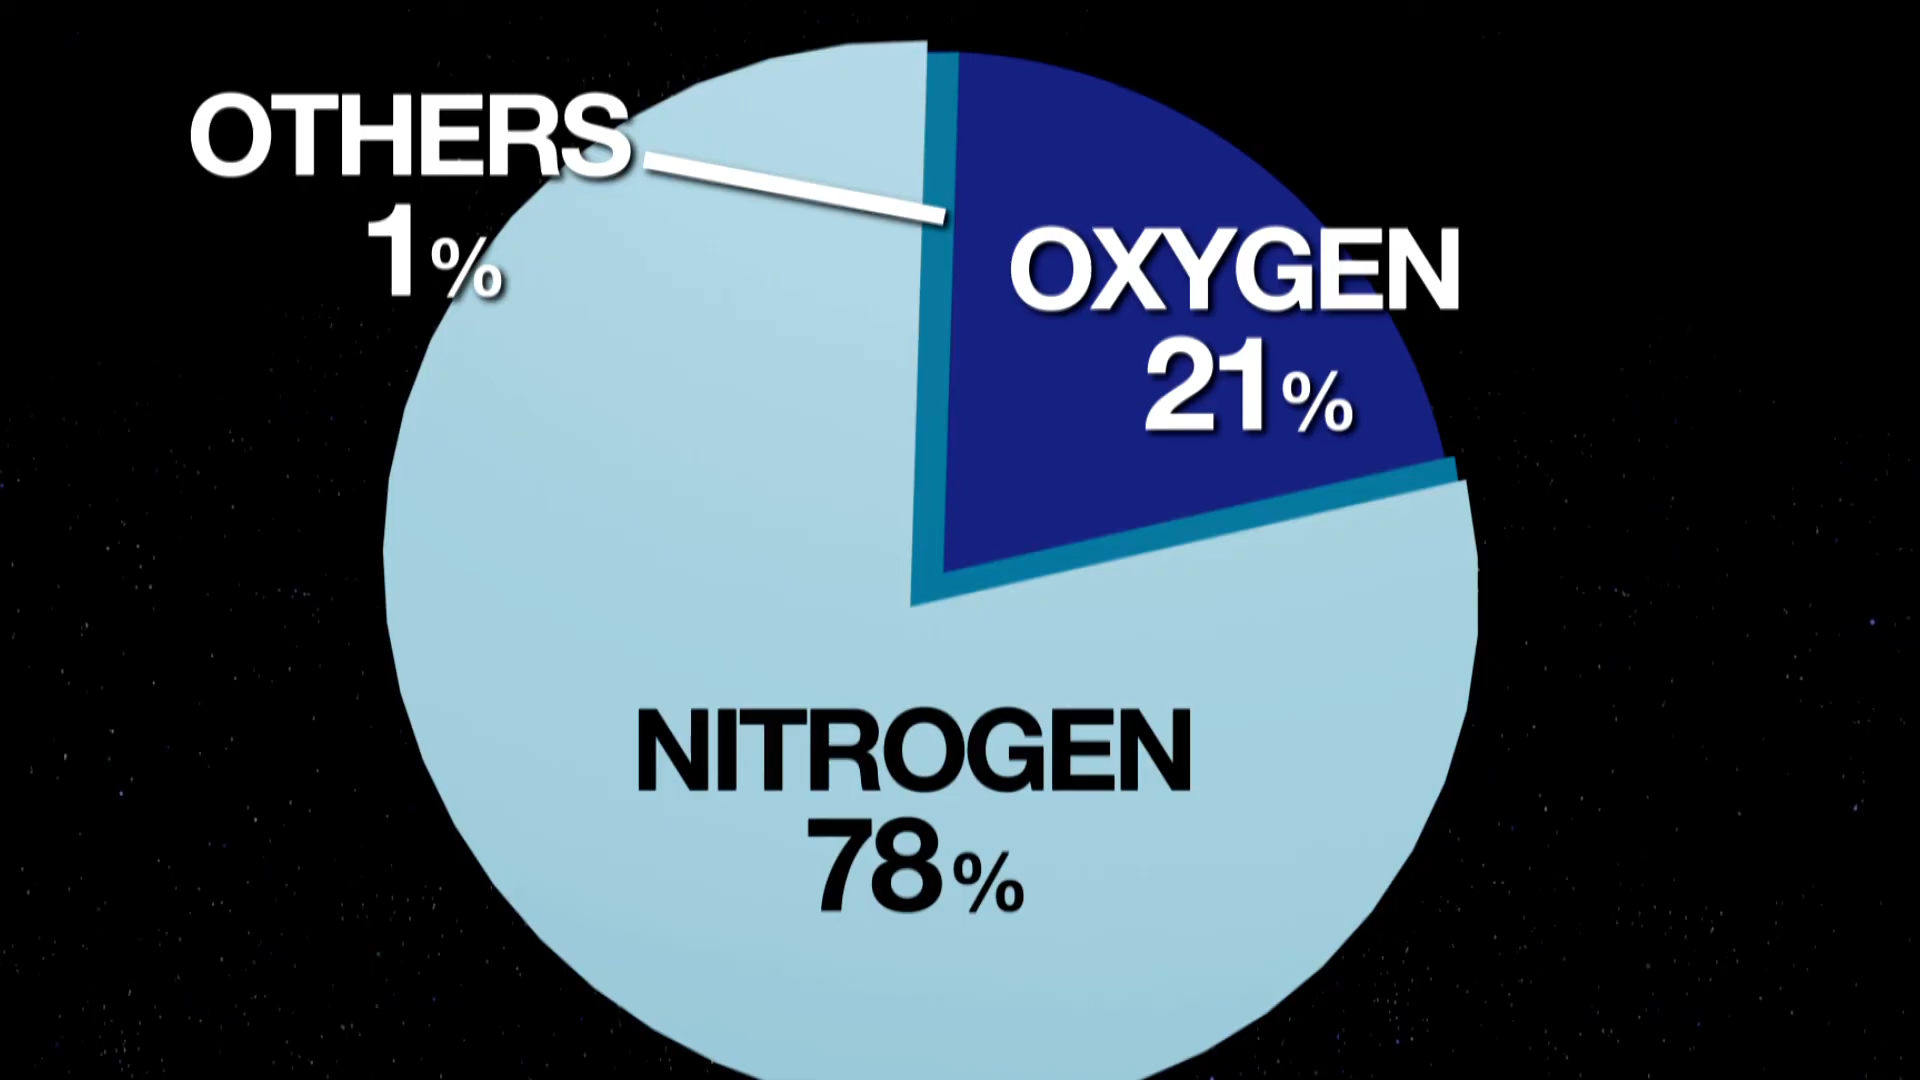 OTHERS
1%
OXYGEN
21%
NITROGEN
78%